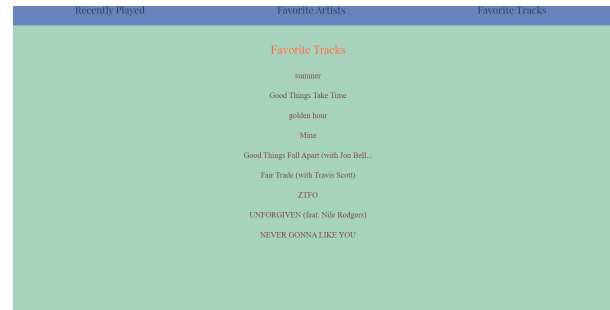 Recently Played
Favorite Artists
Favorite Tracks
Favorite Tracks
summer
Good Things Take Time
golden hour
Mine
Good Things Fall Apart (with Jon Bell...
Fair Trade (with Travis Scott)
ZTFO
UNFORGIVEN (feat. Nile Rodgers)
NEVER GONNA LIKE YOU